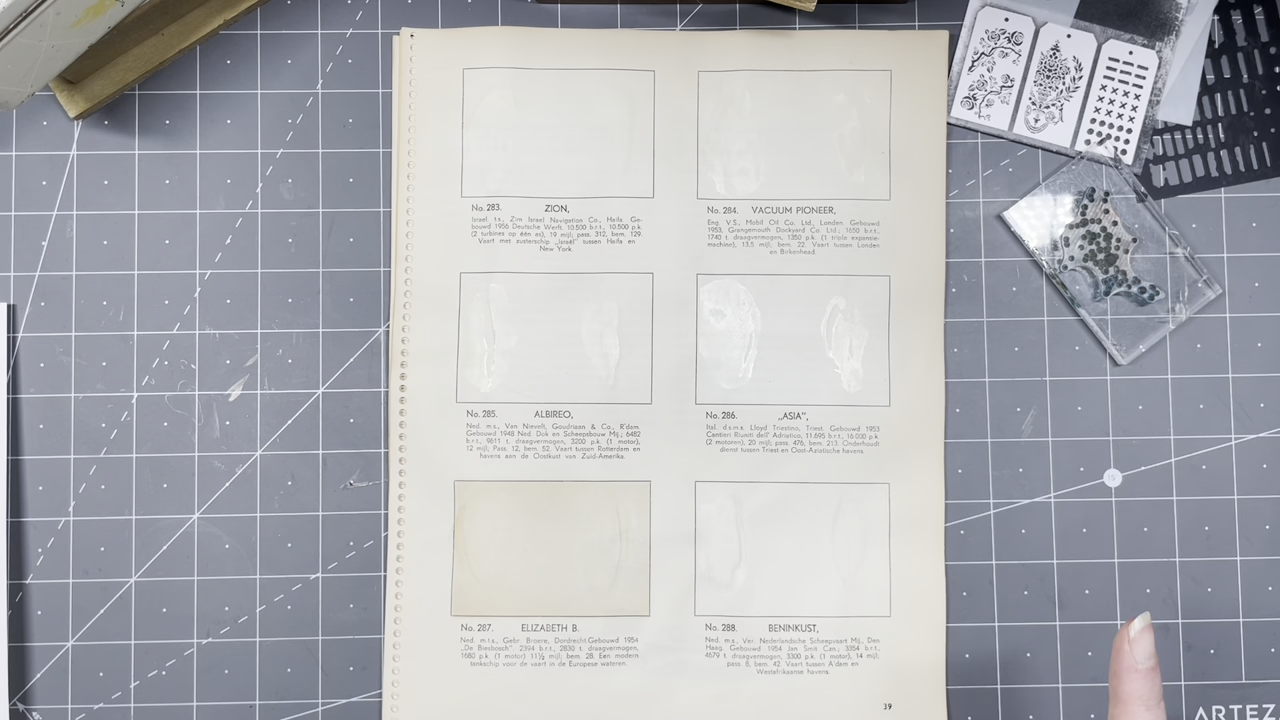 No. 283. ZION,
Israel. t.s., Zim Israel Navigation Co., Haifa. Ge-
bouwd 1956 Deutsche Werft. 10.500 b.r.t., 10.500 p.k.
(2 turbines op één as), 19 mijl; pass. 312, bem. 129.
Vaart met zusterschip „Israël” tussen Haifa en
New York.
No. 284. VACUUM PIONEER,
Eng. V.S., Mobil Oil Co. Ltd., Londen. Gebouwd
1953, Grangemouth Dockyard Co. Ltd.; 1650 b.r.t.,
1740 t. draagvermogen, 1350 p.k. (1 triple expansie-
machine), 13,5 mijl; bem. 22. Vaart tussen Londen
en Birkenhead.
No. 285. ALBIREO,
Ned. m.s., Van Nievelt, Goudriaan & Co., R'dam.
Gebouwd 1948 Ned. Dok en Scheepsbouw Mij.; 6482
b.r.t., 9611 t. draagvermogen, 3200 p.k. (1 motor),
12 mijl; Pass. 12, bem. 52. Vaart tussen Rotterdam en
havens aan de Oostkust van Zuid-Amerika.
No. 286. „ASIA”,
Ital. d.s.m.s. Lloyd Triestino, Triest. Gebouwd 1953
Cantieri Riuniti dell' Adriatico, 11.695 b.r.t., 16.000 p.k.
(2 motoren), 20 mijl; pass. 476, bem. 213. Onderhoudt
dienst tussen Triest en Oost-Aziatische havens.
No. 287. ELIZABETH B.
Ned. m.t.s., Gebr. Broere, Dordrecht. Gebouwd 1954
„De Biesbosch”. 2394 b.r.t., 2830 t. draagvermogen,
1680 p.k. (1 motor) 11½ mijl; bem. 28. Een modern
tankschip voor de vaart in de Europese wateren.
No. 288. BENINKUST,
Ned. m.s., Ver. Nederlandsche Scheepvaart Mij., Den
Haag. Gebouwd 1954 Jan Smit Czn.; 3354 b.r.t.,
4679 t. draagvermogen, 3300 p.k. (1 motor), 14 mijl;
pass. 8, bem. 42. Vaart tussen A'dam en
Westafrikaanse havens.
39
15
ARTEZ